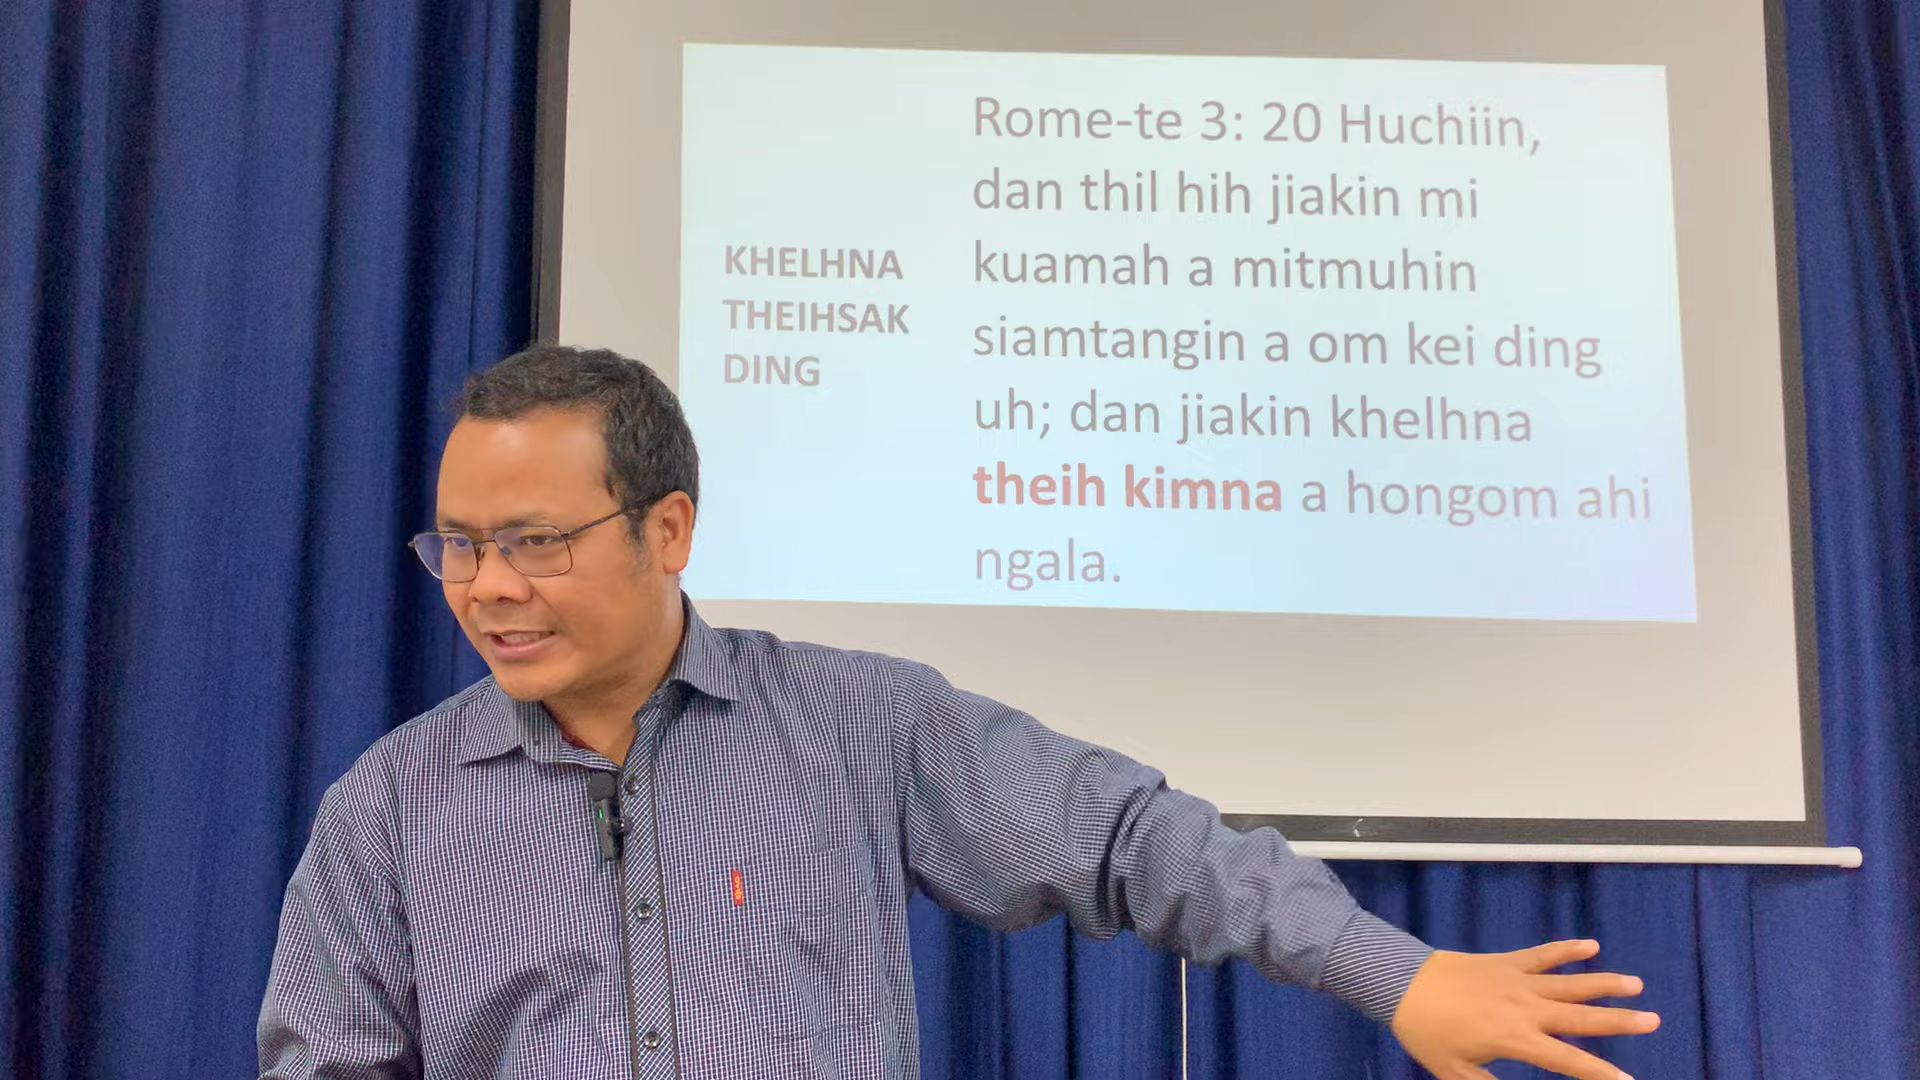 KHELHNA
THEIHSAK
DING
Rome-te 3: 20 Huchiin,
dan thil hih jiakin mi
kuamah a mitmuhin
siamtangin a om kei ding
uh; dan jiakin khelhna
theih kimna a hongom ahi
ngala.